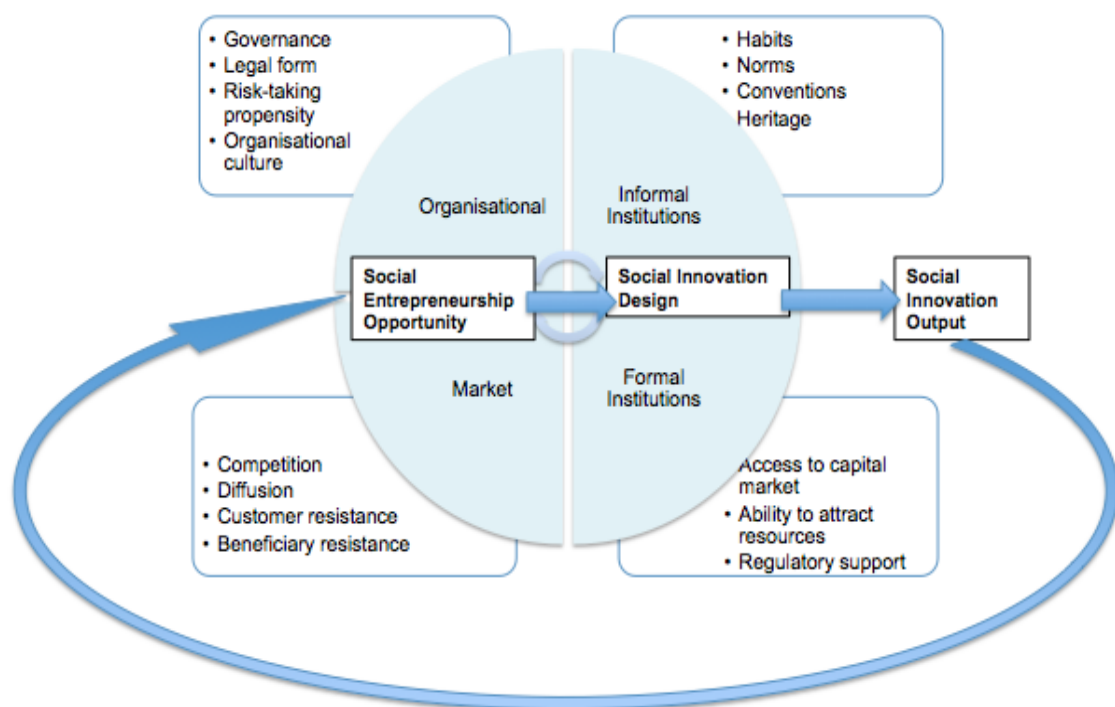 • Governance
• Legal form
• Risk-taking
propensity
• Organisational
culture
• Habits
• Norms
• Conventions
Heritage
Organisational
Informal
Institutions
Social
Entrepreneurship
Opportunity
Social Innovation
Design
Social
Innovation
Output
Market
Formal
Institutions
• Competition
• Diffusion
• Customer resistance
• Beneficiary resistance
Access to capital
market
• Ability to attract
resources
• Regulatory support